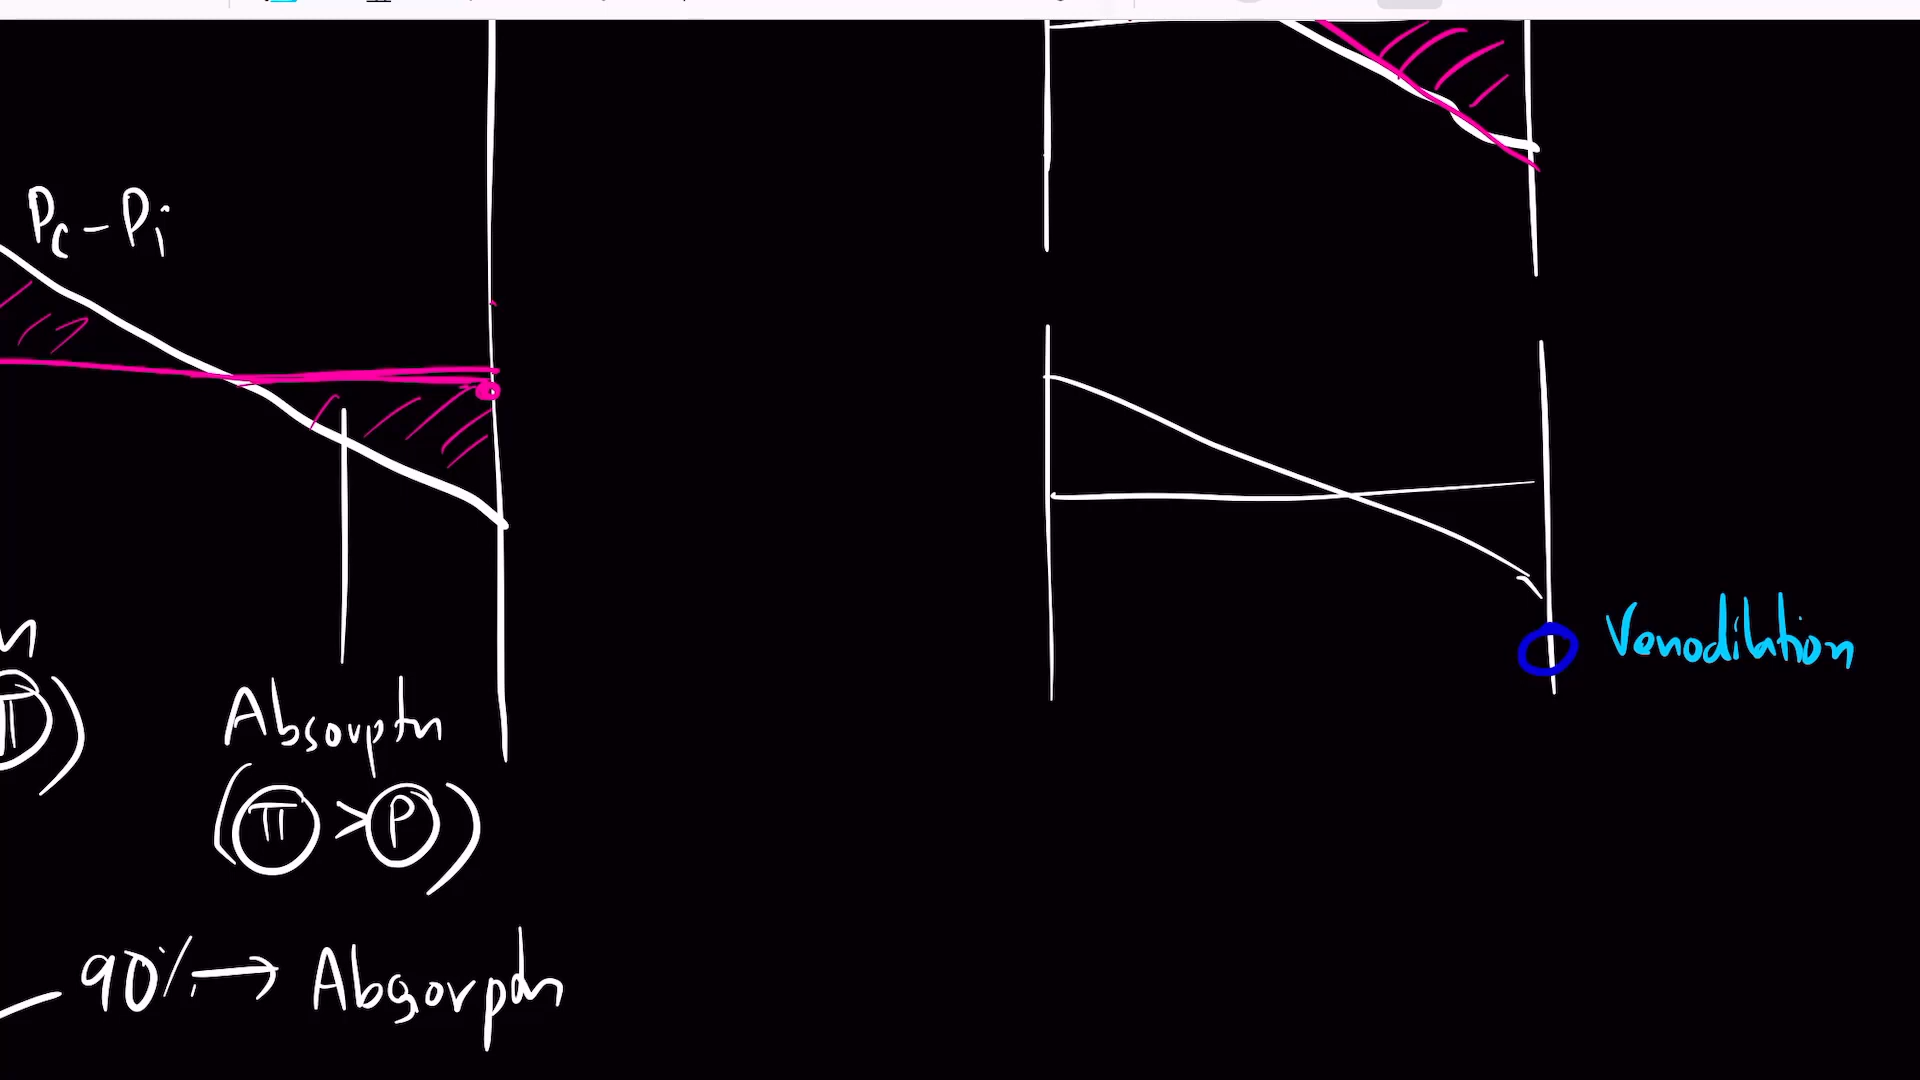 Pc - Pi
Venodilation
Absorptn
(π > P)
π)
90% → Absorptn